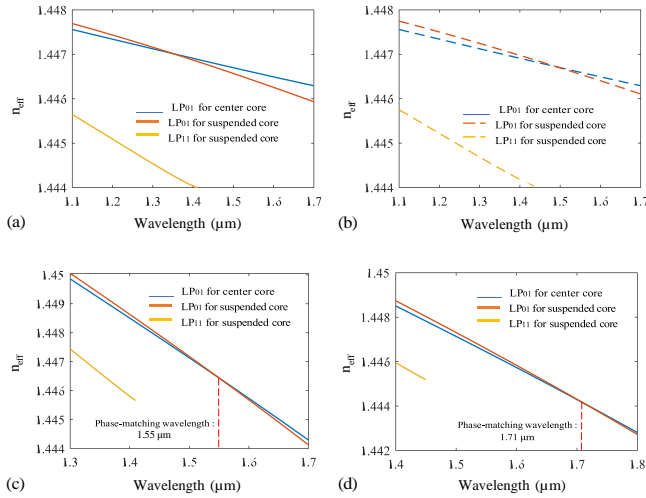 1.448
1.447
1.446
1.445
1.444
n_eff
LP01 for center core
LP01 for suspended core
LP11 for suspended core
1.1 1.2 1.3 1.4 1.5 1.6 1.7
(a)
Wavelength (µm)
1.448
1.447
1.446
1.445
1.444
n_eff
LP01 for center core
LP01 for suspended core
LP11 for suspended core
1.1 1.2 1.3 1.4 1.5 1.6 1.7
(b)
Wavelength (µm)
1.45
1.449
1.448
1.447
1.446
1.445
1.444
n_eff
LP01 for center core
LP01 for suspended core
LP11 for suspended core
Phase-matching wavelength :
1.55 µm
1.3 1.4 1.5 1.6 1.7
(c)
Wavelength (µm)
1.45
1.448
1.446
1.444
1.442
n_eff
LP01 for center core
LP01 for suspended core
LP11 for suspended core
Phase-matching wavelength :
1.71 µm
1.4 1.5 1.6 1.7 1.8
(d)
Wavelength (µm)